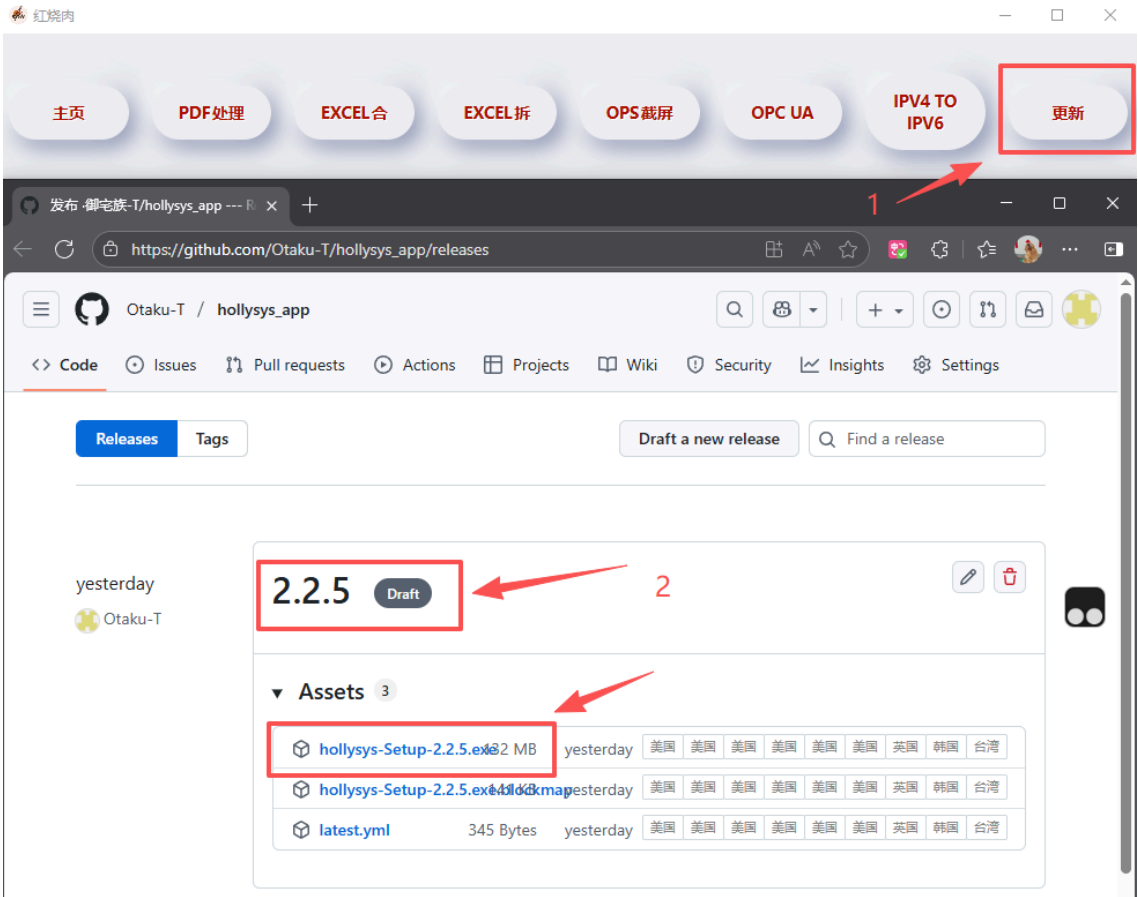 红烧肉
主页
PDF处理
EXCEL合
EXCEL拆
OPS截屏
OPC UA
IPV4 TO
IPV6
更新
1
发布 ·御宅族-T/hollysys_app --- R
https://github.com/Otaku-T/hollysys_app/releases
Otaku-T / hollysys_app
Code Issues Pull requests Actions Projects Wiki Security Insights Settings
Releases Tags Draft a new release Find a release
yesterday
Otaku-T
2.2.5 Draft
2
Assets 3
hollysys-Setup-2.2.5.exe 132 MB yesterday 美国 美国 美国 美国 美国 美国 英国 韩国 台湾
hollysys-Setup-2.2.5.exe.blockmap 141 KB yesterday 美国 美国 美国 美国 美国 美国 英国 韩国 台湾
latest.yml 345 Bytes yesterday 美国 美国 美国 美国 美国 美国 英国 韩国 台湾